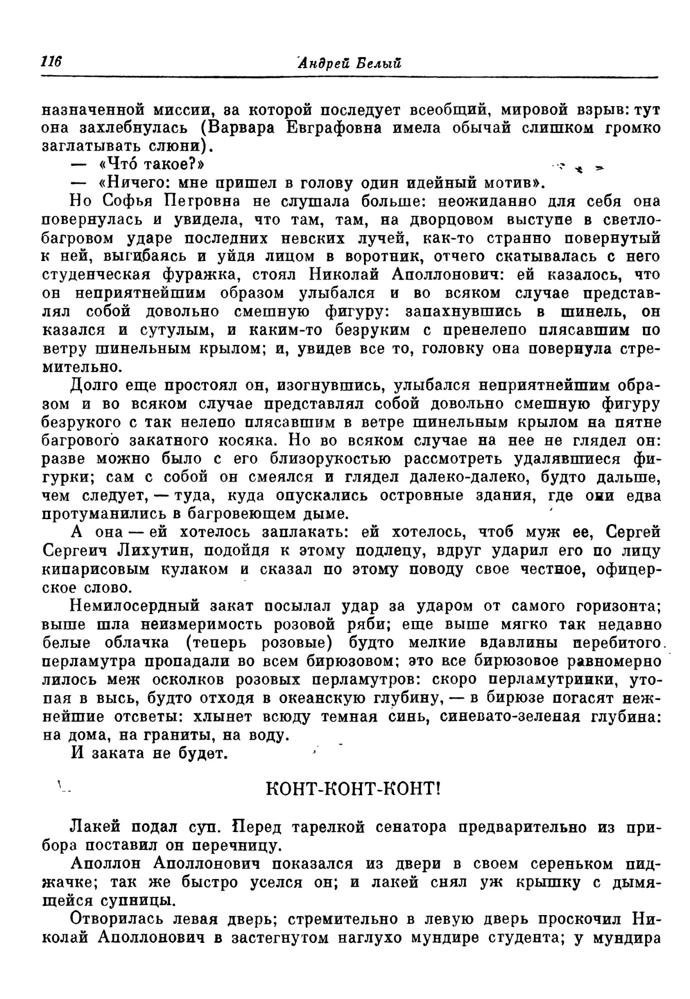 116
Андрей Белый
назначенной миссии, за которой последует всеобщий, мировой взрыв: тут
она захлебнулась (Варвара Евграфовна имела обычай слишком громко
заглатывать слюни).
— «Что́ такое?»
— «Ничего: мне пришел в голову один идейный мотив».
Но Софья Петровна не слушала больше: неожиданно для себя она
повернулась и увидела, что там, там, на дворцовом выступе в светло-
багровом ударе последних невских лучей, как-то странно повернутый
к ней, выгибаясь и уйдя лицом в воротник, отчего скатывалась с него
студенческая фуражка, стоял Николай Аполлонович: ей казалось, что
он неприятнейшим образом улыбался и во всяком случае представ-
лял собой довольно смешную фигуру: запахнувшись в шинель, он
казался и сутулым, и каким-то безруким с пренелепо плясавшим по
ветру шинельным крылом; и, увидев все то, головку она повернула стре-
мительно.
Долго еще простоял он, изогнувшись, улыбался неприятнейшим обра-
зом и во всяком случае представлял собой довольно смешную фигуру
безрукого с так нелепо плясавшим в ветре шинельным крылом на пятне
багрового закатного косяка. Но во всяком случае на нее не глядел он:
разве можно было с его близорукостью рассмотреть удалявшиеся фи-
гурки; сам с собой он смеялся и глядел далеко-далеко, будто дальше,
чем следует, — туда, куда опускались островные здания, где они едва
протуманились в багровеющем дыме.
А она — ей хотелось заплакать: ей хотелось, чтоб муж ее, Сергей
Сергеич Лихутин, подойдя к этому подлецу, вдруг ударил его по лицу
кипарисовым кулаком и сказал по этому поводу свое честное, офицер-
ское слово.
Немилосердный закат посылал удар за ударом от самого горизонта;
выше шла неизмеримость розовой ряби; еще выше мягко так недавно
белые облачка (теперь розовые) будто мелкие вдавлины перебитого
перламутра пропадали во всем бирюзовом; это все бирюзовое равномерно
лилось меж осколков розовых перламутров: скоро перламутринки, уто-
пая в высь, будто отходя в океанскую глубину, — в бирюзе погасят неж-
нейшие отсветы: хлынет всюду темная синь, синевато-зеленая глубина:
на дома, на граниты, на воду.
И заката не будет.
КОНТ-КОНТ-КОНТ!
Лакей подал суп. Перед тарелкой сенатора предварительно из при-
бора поставил он перечницу.
Аполлон Аполлонович показался из двери в своем сереньком пид-
жачке; так же быстро уселся он; и лакей снял уж крышку с дымя-
щейся супницы.
Отворилась левая дверь; стремительно в левую дверь проскочил Ни-
колай Аполлонович в застегнутом наглухо мундире студента; у мундира